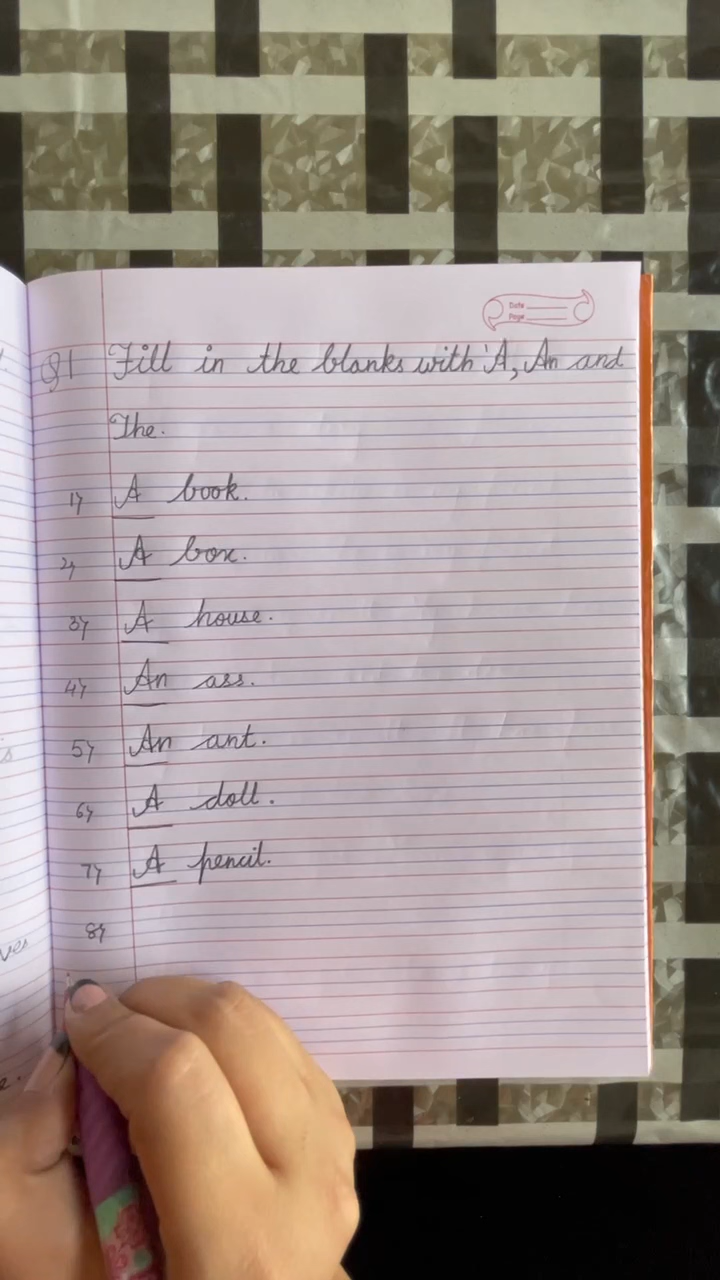 Date
Page
Q1 Fill in the blanks with 'A, An and
The.
1) A book.
2) A box.
3) A house.
4) An ass.
5) An ant.
6) A doll.
7) A pencil.
8)